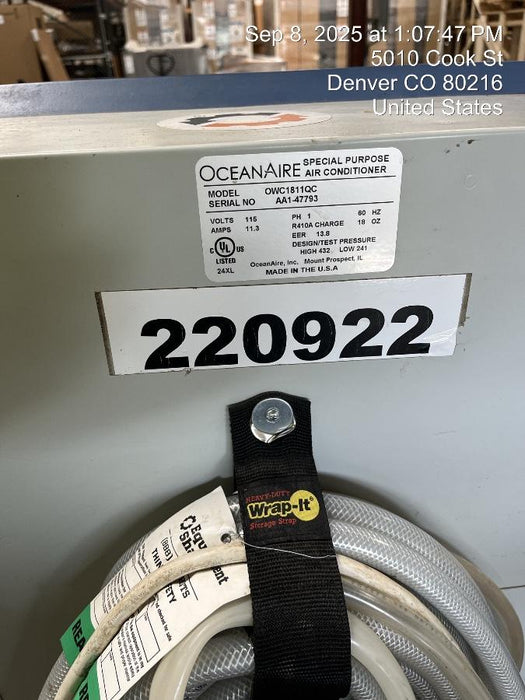 Sep 8, 2025 at 1:07:47 PM
5010 Cook St
Denver CO 80216
United States
OCEANAIRE SPECIAL PURPOSE AIR CONDITIONER
MODEL OWC1811QC
SERIAL NO AA1-47793
VOLTS 115 PH 1 60 HZ
AMPS 11.3 R410A CHARGE 18 OZ
EER 13.8
DESIGN/TEST PRESSURE
HIGH 432 LOW 241
C UL US
LISTED
24XL
OceanAire, Inc. Mount Prospect, IL
MADE IN THE U.S.A
220922
HEAVY-DUTY
Wrap-It®
Storage Strap